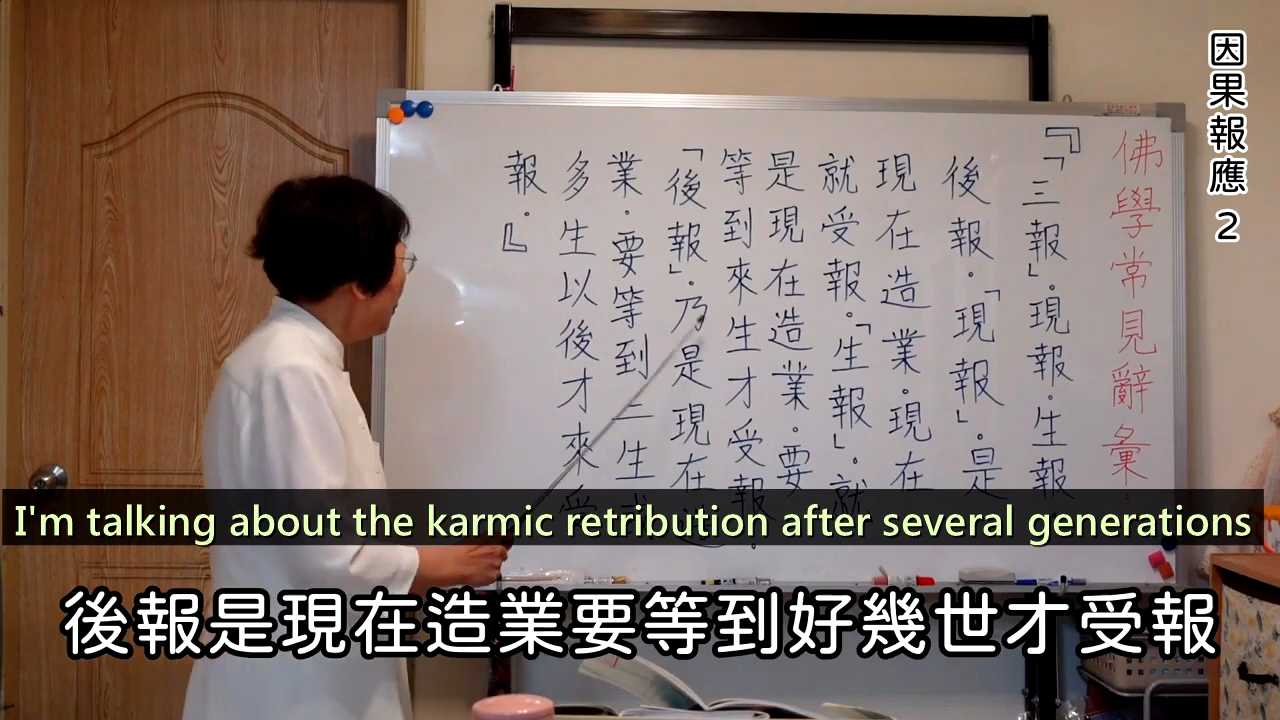 因果報應 2
佛學常見辭彙
『「三報」。現報。生報
後報。「現報」。是
現在造業。現在
就受報。「生報」。就
是現在造業。要
等到來生才受報。
「後報」。乃是現在
業。要等到二生
多生以後才來受
報。』
I'm talking about the karmic retribution after several generations
後報是現在造業要等到好幾世才受報